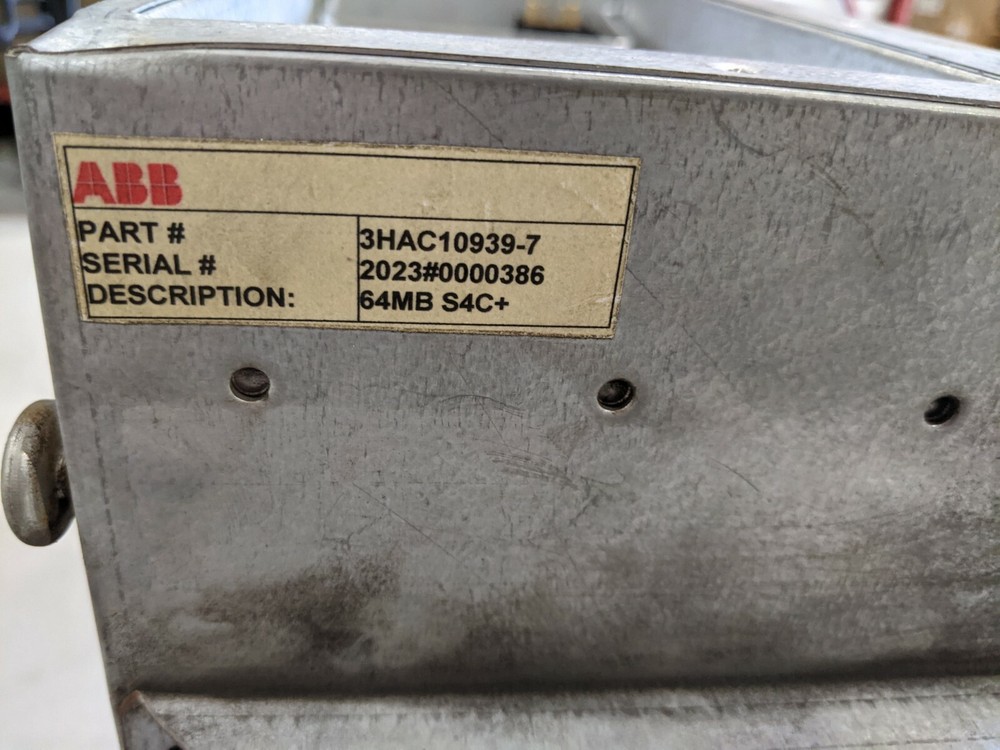 ABB
PART # 3HAC10939-7
SERIAL # 2023#0000386
DESCRIPTION: 64MB S4C+